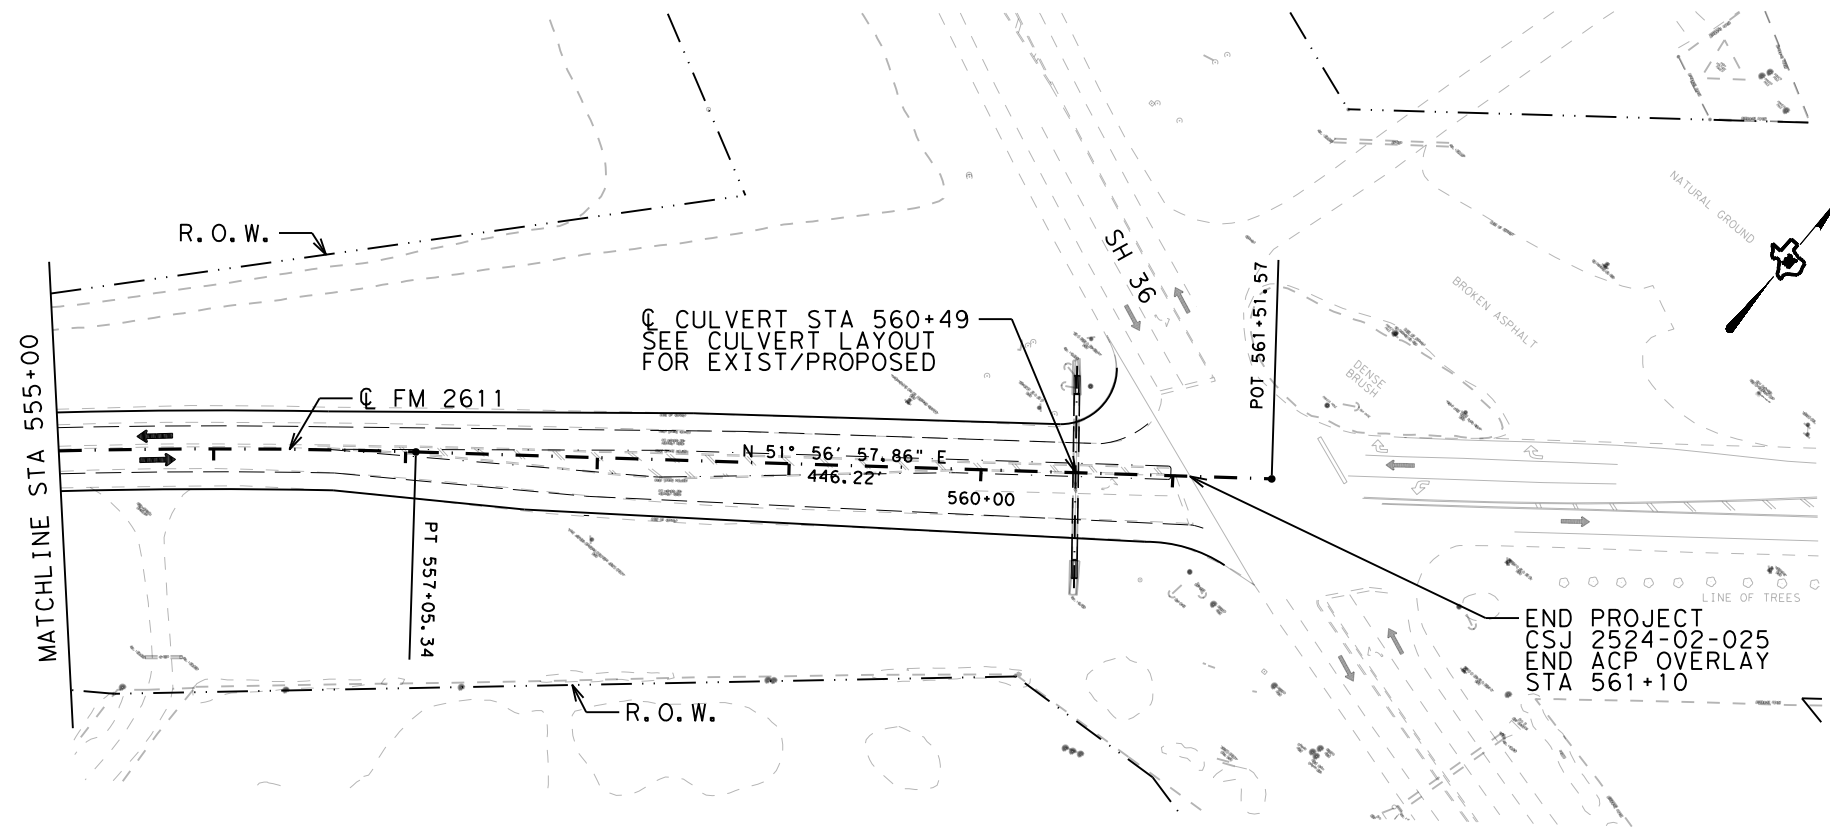 R.O.W.
SH 36
NATURAL GROUND
BROKEN ASPHALT
DENSE
BRUSH
POT 561+51.57
℄ CULVERT STA 560+49
SEE CULVERT LAYOUT
FOR EXIST/PROPOSED
MATCHLINE STA 555+00
℄ FM 2611
N 51° 56' 57.86" E
446.22'
560+00
PT 557+05.34
LINE OF TREES
END PROJECT
CSJ 2524-02-025
END ACP OVERLAY
STA 561+10
R.O.W.